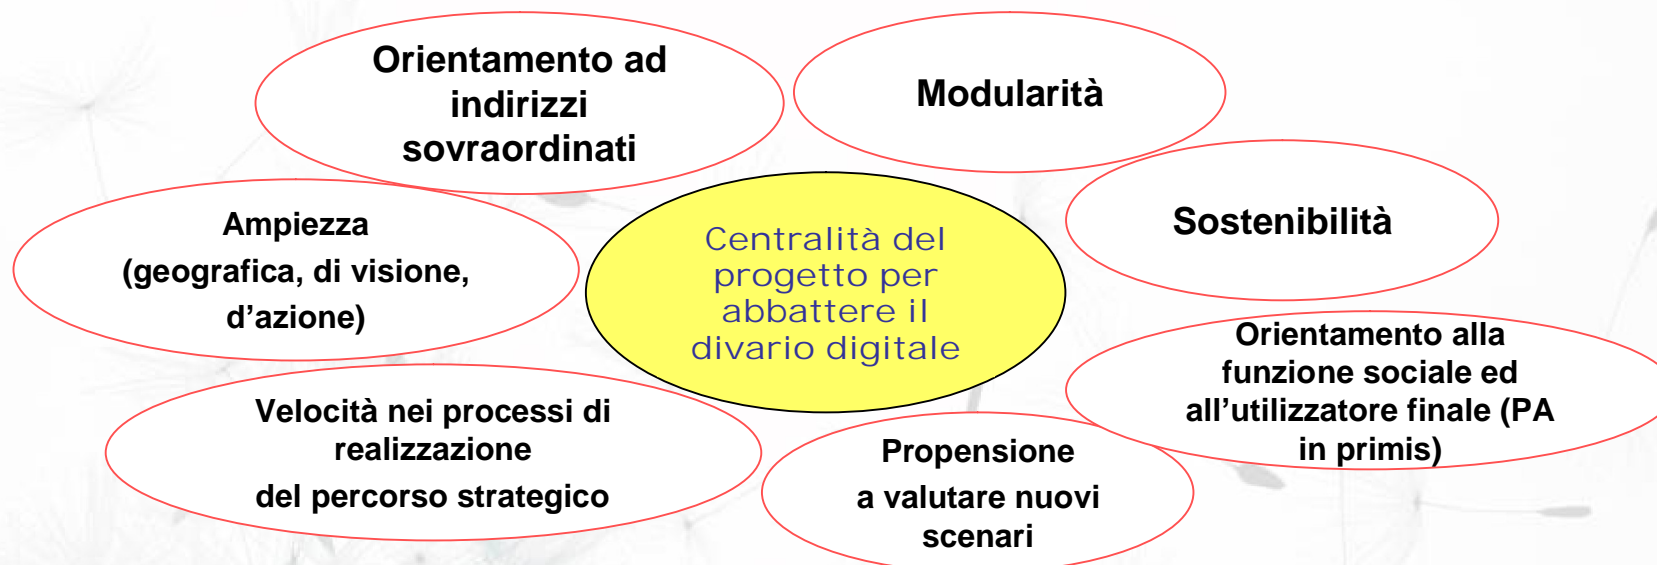 Orientamento ad
indirizzi
sovraordinati
Modularità
Sostenibilità
Ampiezza
(geografica, di visione,
d’azione)
Centralità del
progetto per
abbattere il
divario digitale
Orientamento alla
funzione sociale ed
all’utilizzatore finale (PA
in primis)
Velocità nei processi di
realizzazione
del percorso strategico
Propensione
a valutare nuovi
scenari